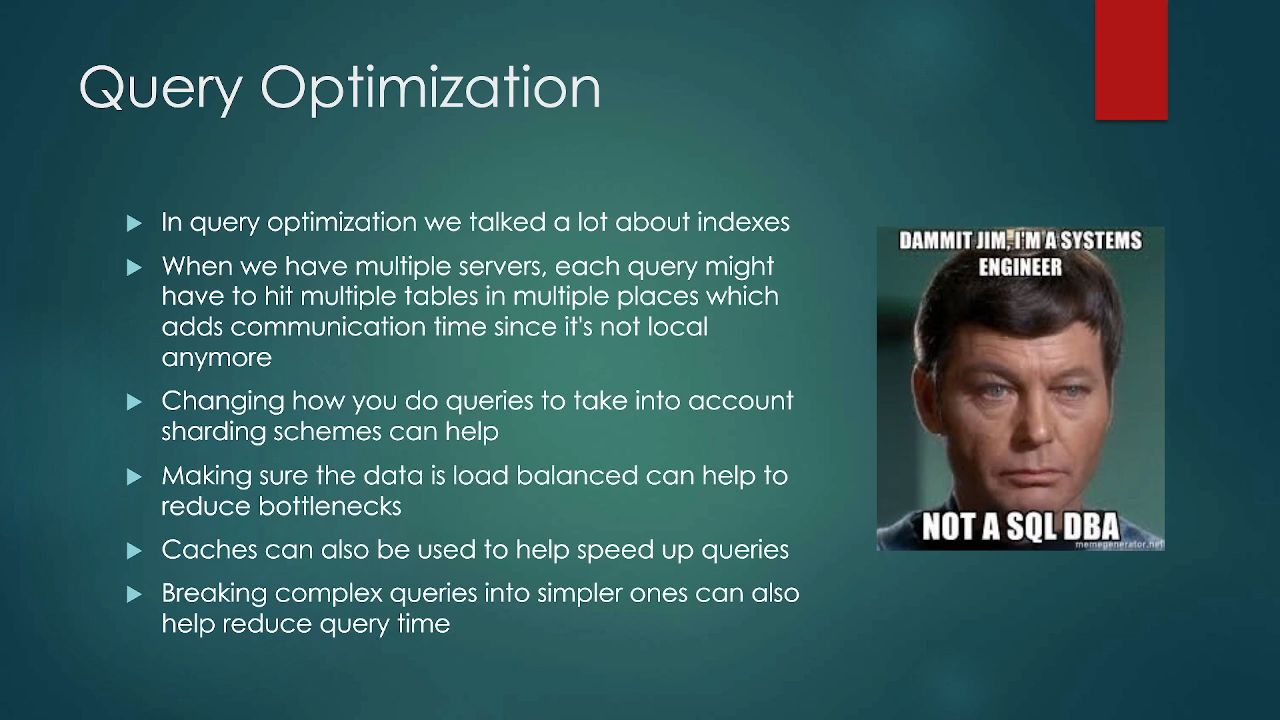 Query Optimization
In query optimization we talked a lot about indexes
When we have multiple servers, each query might
have to hit multiple tables in multiple places which
adds communication time since it's not local
anymore
Changing how you do queries to take into account
sharding schemes can help
Making sure the data is load balanced can help to
reduce bottlenecks
Caches can also be used to help speed up queries
Breaking complex queries into simpler ones can also
help reduce query time
DAMMIT JIM, I'M A SYSTEMS
ENGINEER
NOT A SQL DBA
memegenerator.net